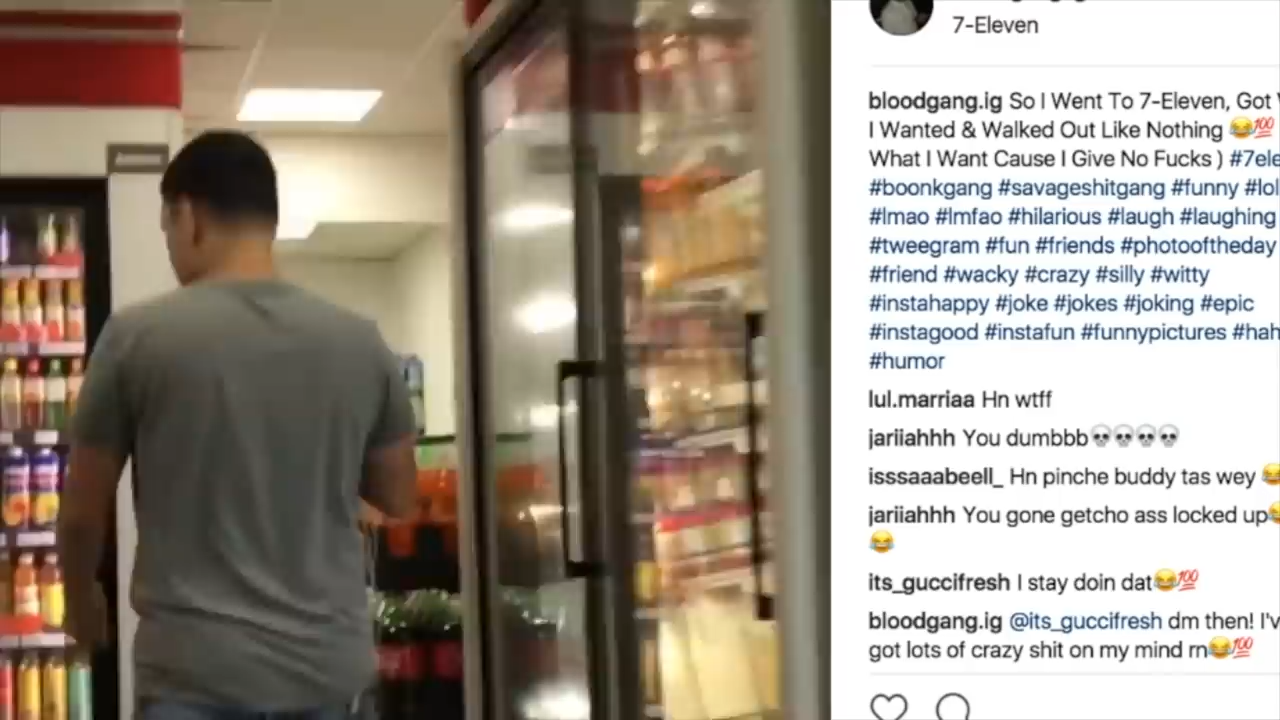 7-Eleven
bloodgang.ig So I Went To 7-Eleven, Got
I Wanted & Walked Out Like Nothing 😂💯
What I Want Cause I Give No Fucks ) #7ele
#boonkgang #savageshitgang #funny #lol
#lmao #lmfao #hilarious #laugh #laughing
#tweegram #fun #friends #photooftheday
#friend #wacky #crazy #silly #witty
#instahappy #joke #jokes #joking #epic
#instagood #instafun #funnypictures #hah
#humor
lul.marriaa Hn wtff
jariiahhh You dumbbb💀💀💀💀
isssaaabeell_ Hn pinche buddy tas wey 😂
jariiahhh You gone getcho ass locked up😂
😂
its_guccifresh I stay doin dat😂💯
bloodgang.ig @its_guccifresh dm then! I'v
got lots of crazy shit on my mind rn😂💯